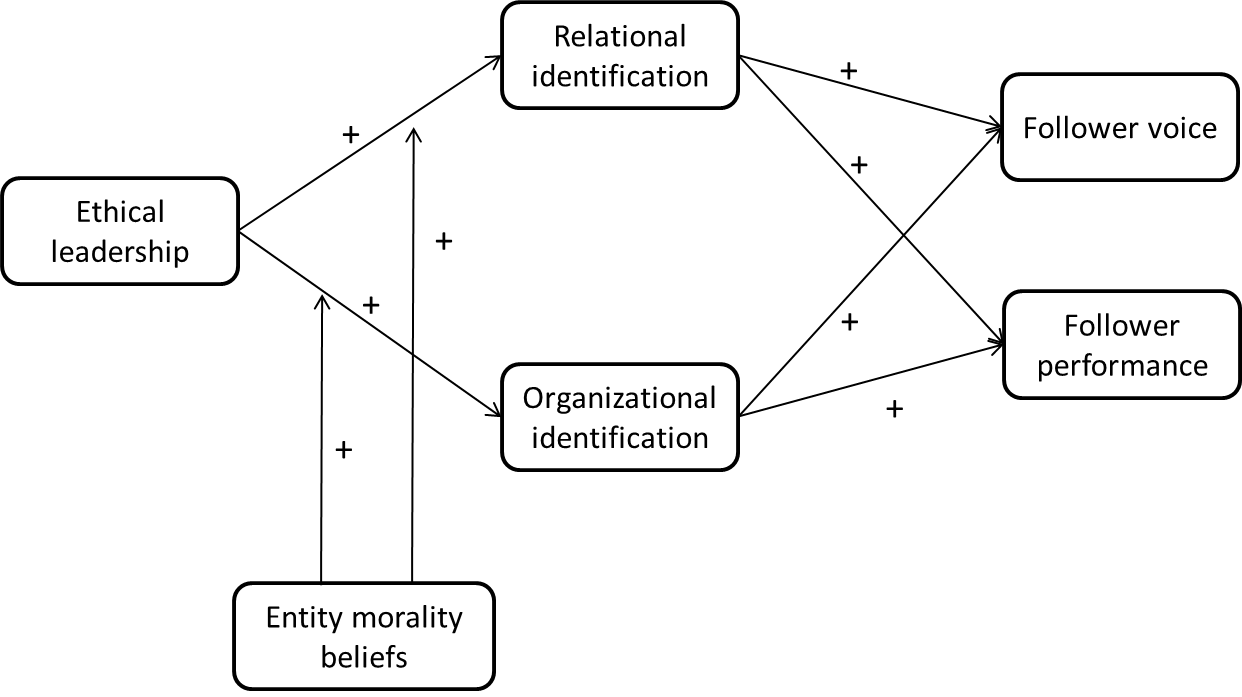 Relational
identification
+
Follower voice
+
+
Ethical
leadership
+
+
+
Follower
performance
+
Organizational
identification
+
+
Entity morality
beliefs